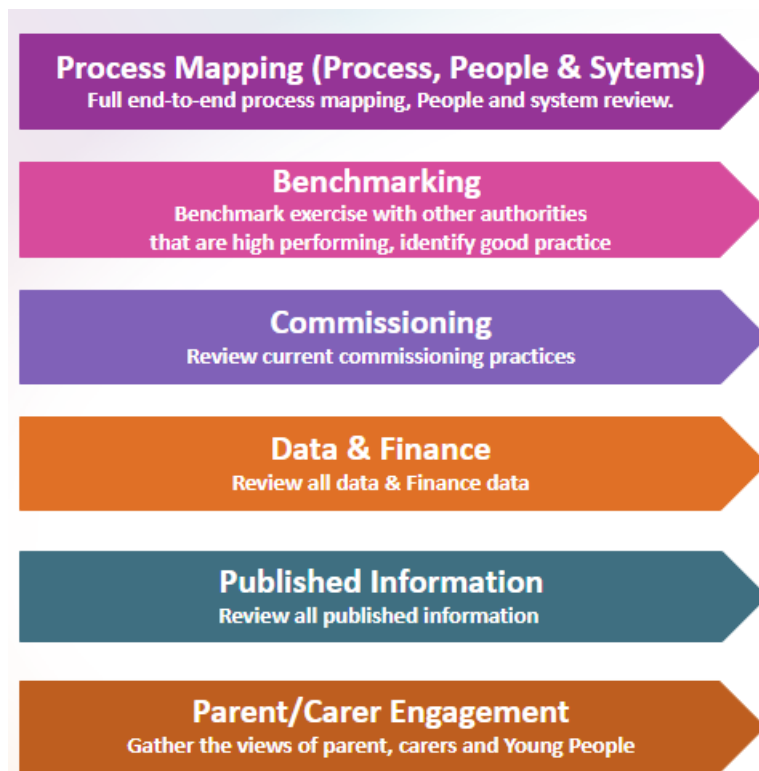 Process Mapping (Process, People & Sytems)
Full end-to-end process mapping, People and system review.
Benchmarking
Benchmark exercise with other authorities
that are high performing, identify good practice
Commissioning
Review current commissioning practices
Data & Finance
Review all data & Finance data
Published Information
Review all published information
Parent/Carer Engagement
Gather the views of parent, carers and Young People